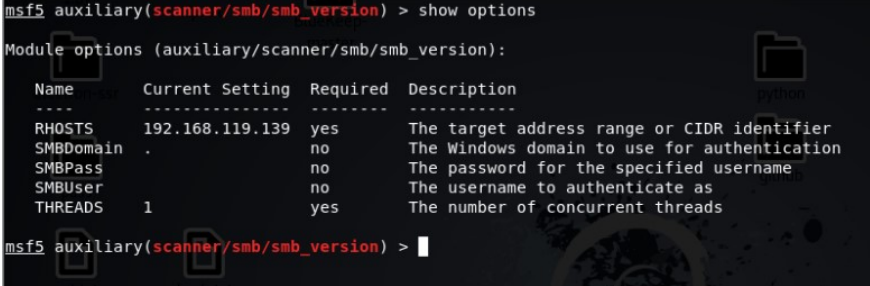 msf5 auxiliary(scanner/smb/smb_version) > show options
Module options (auxiliary/scanner/smb/smb_version):
Name Current Setting Required Description
---- --------------- -------- -----------
RHOSTS 192.168.119.139 yes The target address range or CIDR identifier
SMBDomain . no The Windows domain to use for authentication
SMBPass no The password for the specified username
SMBUser no The username to authenticate as
THREADS 1 yes The number of concurrent threads
msf5 auxiliary(scanner/smb/smb_version) >
python
github